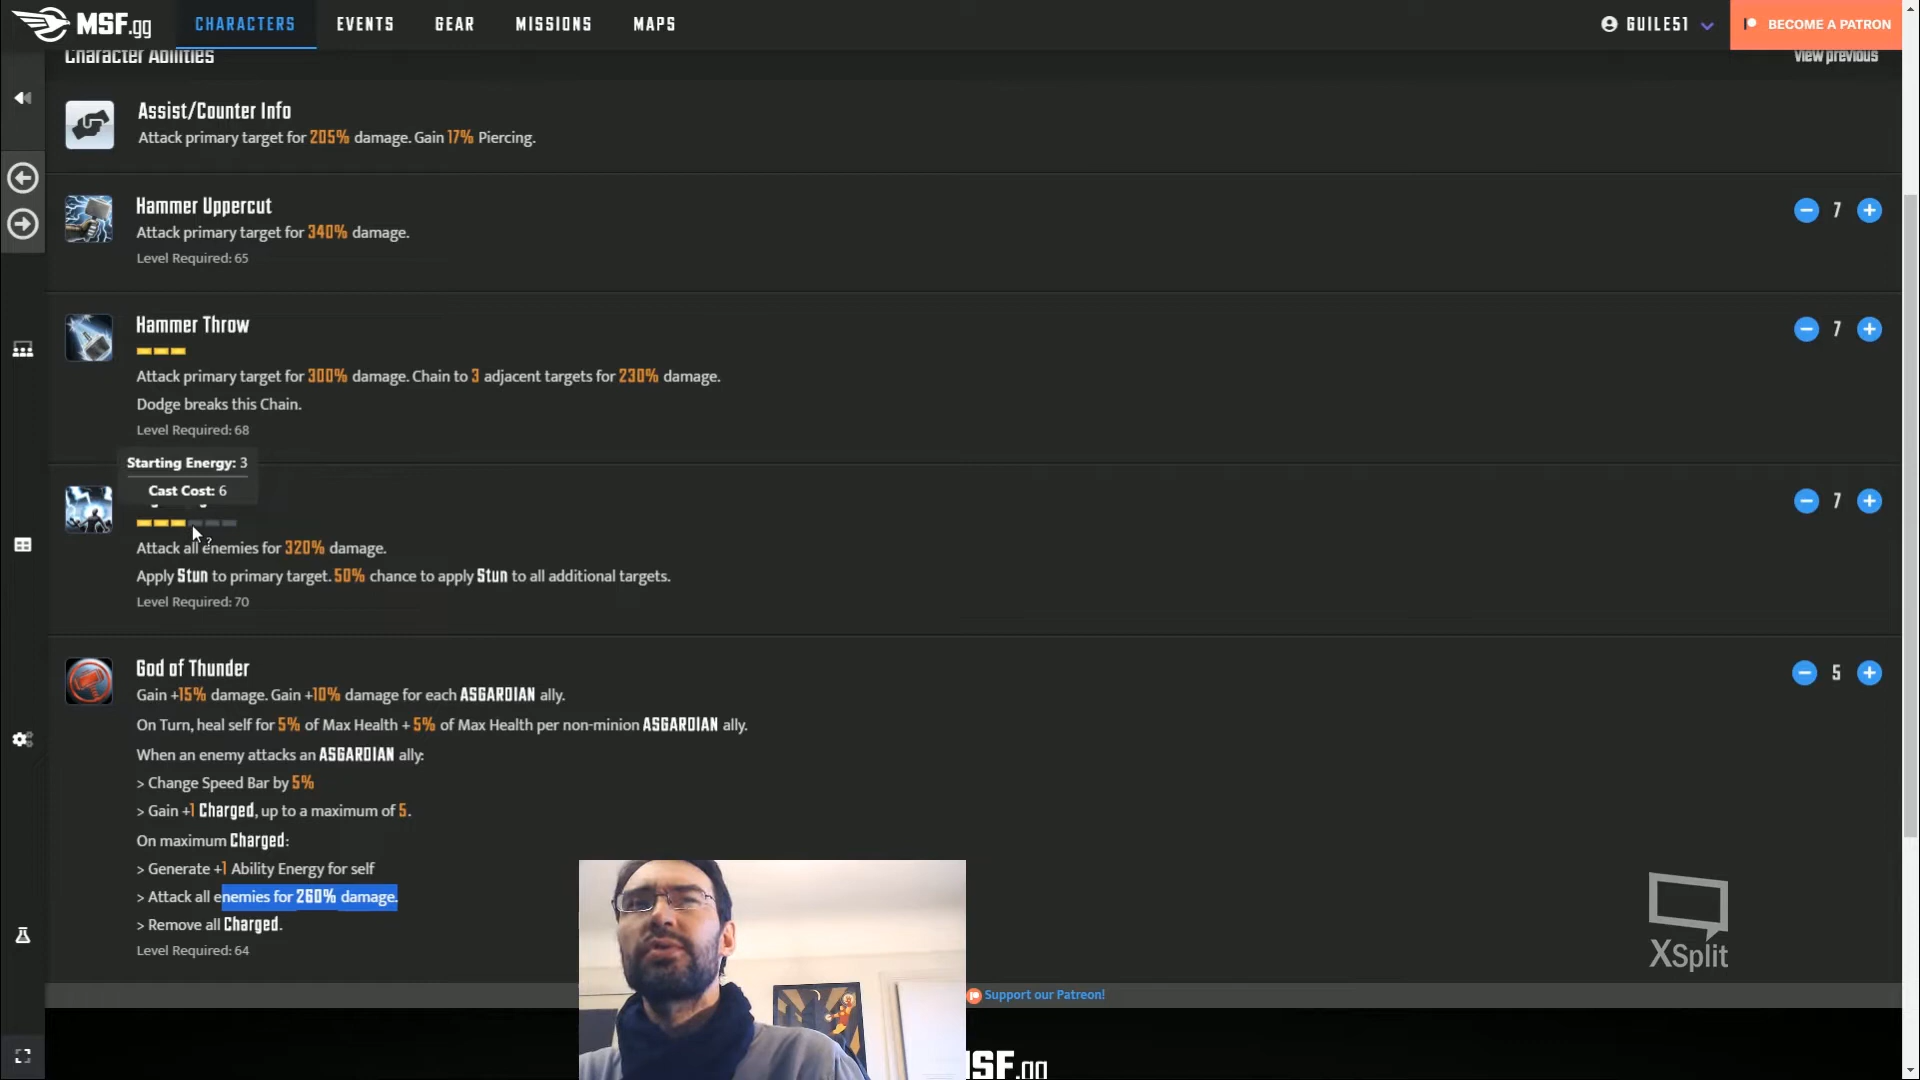 MSF.gg
CHARACTERS
EVENTS
GEAR
MISSIONS
MAPS
GUILE51
BECOME A PATRON
Character Abilities
View previous
Assist/Counter Info
Attack primary target for 205% damage. Gain 17% Piercing.
Hammer Uppercut
Attack primary target for 340% damage.
Level Required: 65
7
Hammer Throw
Attack primary target for 300% damage. Chain to 3 adjacent targets for 230% damage.
Dodge breaks this Chain.
Level Required: 68
7
Starting Energy: 3
Cast Cost: 6
Attack all enemies for 320% damage.
Apply Stun to primary target. 50% chance to apply Stun to all additional targets.
Level Required: 70
7
God of Thunder
Gain +15% damage. Gain +10% damage for each ASGARDIAN ally.
On Turn, heal self for 5% of Max Health + 5% of Max Health per non-minion ASGARDIAN ally.
When an enemy attacks an ASGARDIAN ally:
> Change Speed Bar by 5%
> Gain +1 Charged, up to a maximum of 5.
On maximum Charged:
> Generate +1 Ability Energy for self
> Attack all enemies for 260% damage.
> Remove all Charged.
Level Required: 64
5
XSplit
Support our Patreon!
MSF.gg